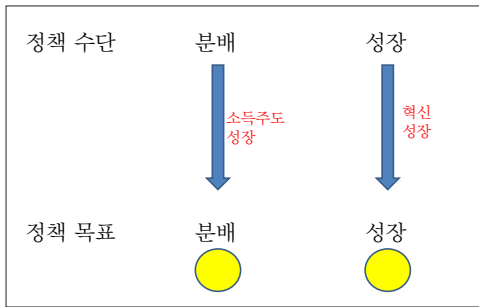 정책 수단 분배 성장
소득주도
성장
혁신
성장
정책 목표 분배 성장